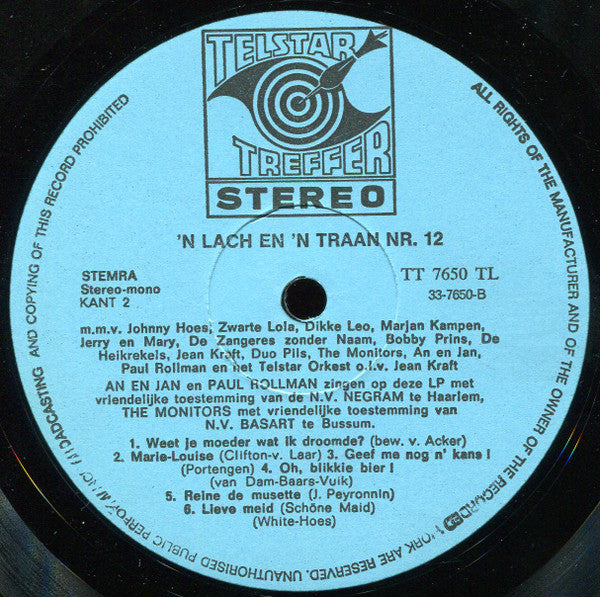 TELSTAR
TREFFER
STEREO
'N LACH EN 'N TRAAN NR. 12
STEMRA
Stereo-mono
KANT 2
TT 7650 TL
33-7650-B
m.m.v. Johnny Hoes, Zwarte Lola, Dikke Leo, Marjan Kampen,
Jerry en Mary, De Zangeres zonder Naam, Bobby Prins, De
Heikrekels, Jean Kraft, Duo Pils, The Monitors, An en Jan,
Paul Rollman en het Telstar Orkest o.l.v. Jean Kraft
AN EN JAN en PAUL ROLLMAN zingen op deze LP met
vriendelijke toestemming van de N.V. NEGRAM te Haarlem,
THE MONITORS met vriendelijke toestemming van
N.V. BASART te Bussum.
1. Weet je moeder wat ik droomde? (bew. v. Acker)
2. Marie-Louise (Clifton-v. Laar) 3. Geef me nog n' kans !
(Portengen) 4. Oh, blikkie bier !
(van Dam-Baars-Vuik)
5. Reine de musette (J. Peyronnin)
6. Lieve meid (Schöne Maid)
(White-Hoes)
ALL RIGHTS OF THE MANUFACTURER AND OF THE OWNER OF THE RECORDED WORK ARE RESERVED. UNAUTHORISED PUBLIC PERFORMANCE BROADCASTING AND COPYING OF THIS RECORD PROHIBITED